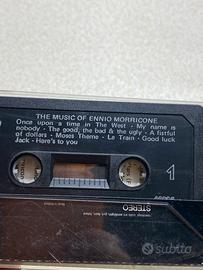 THE MUSIC OF ENNIO MORRICONE
Once upon a time in The West - My name is
nobody - The good, the bad & the ugly - A fistful
of dollars - Moses Theme - Le Train - Good luck
Jack - Here's to you
1
STEREO
subito